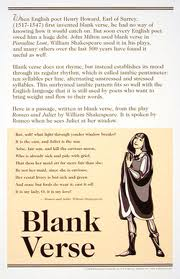 When English poet Henry Howard, Earl of Surrey,
(1517-1547) first invented blank verse, he had no way of
knowing how it would catch on. But soon every English poet
owed him a huge debt. John Milton used blank verse in
Paradise Lost, William Shakespeare used it in his plays,
and many others over the last 500 years have found it
useful as well.
Blank verse does not rhyme, but instead establishes its mood
through its regular rhythm, which is called iambic pentameter:
ten syllables per line, alternating unstressed and stressed
syllables. This unrhymed iambic pattern fits so well with the
English language that it is still used by poets who want to
bring weight and flow to their words.
Here is a passage, written in blank verse, from the play
Romeo and Juliet by William Shakespeare. It is spoken by
Romeo when he sees Juliet at her window:
But, soft! what light through yonder window breaks?
It is the east, and Juliet is the sun.
Arise, fair sun, and kill the envious moon,
Who is already sick and pale with grief,
That thou her maid art far more fair than she:
Be not her maid, since she is envious;
Her vestal livery is but sick and green
And none but fools do wear it; cast it off.
It is my lady, O, it is my love!
Romeo and Juliet, William Shakespeare
Blank
Verse